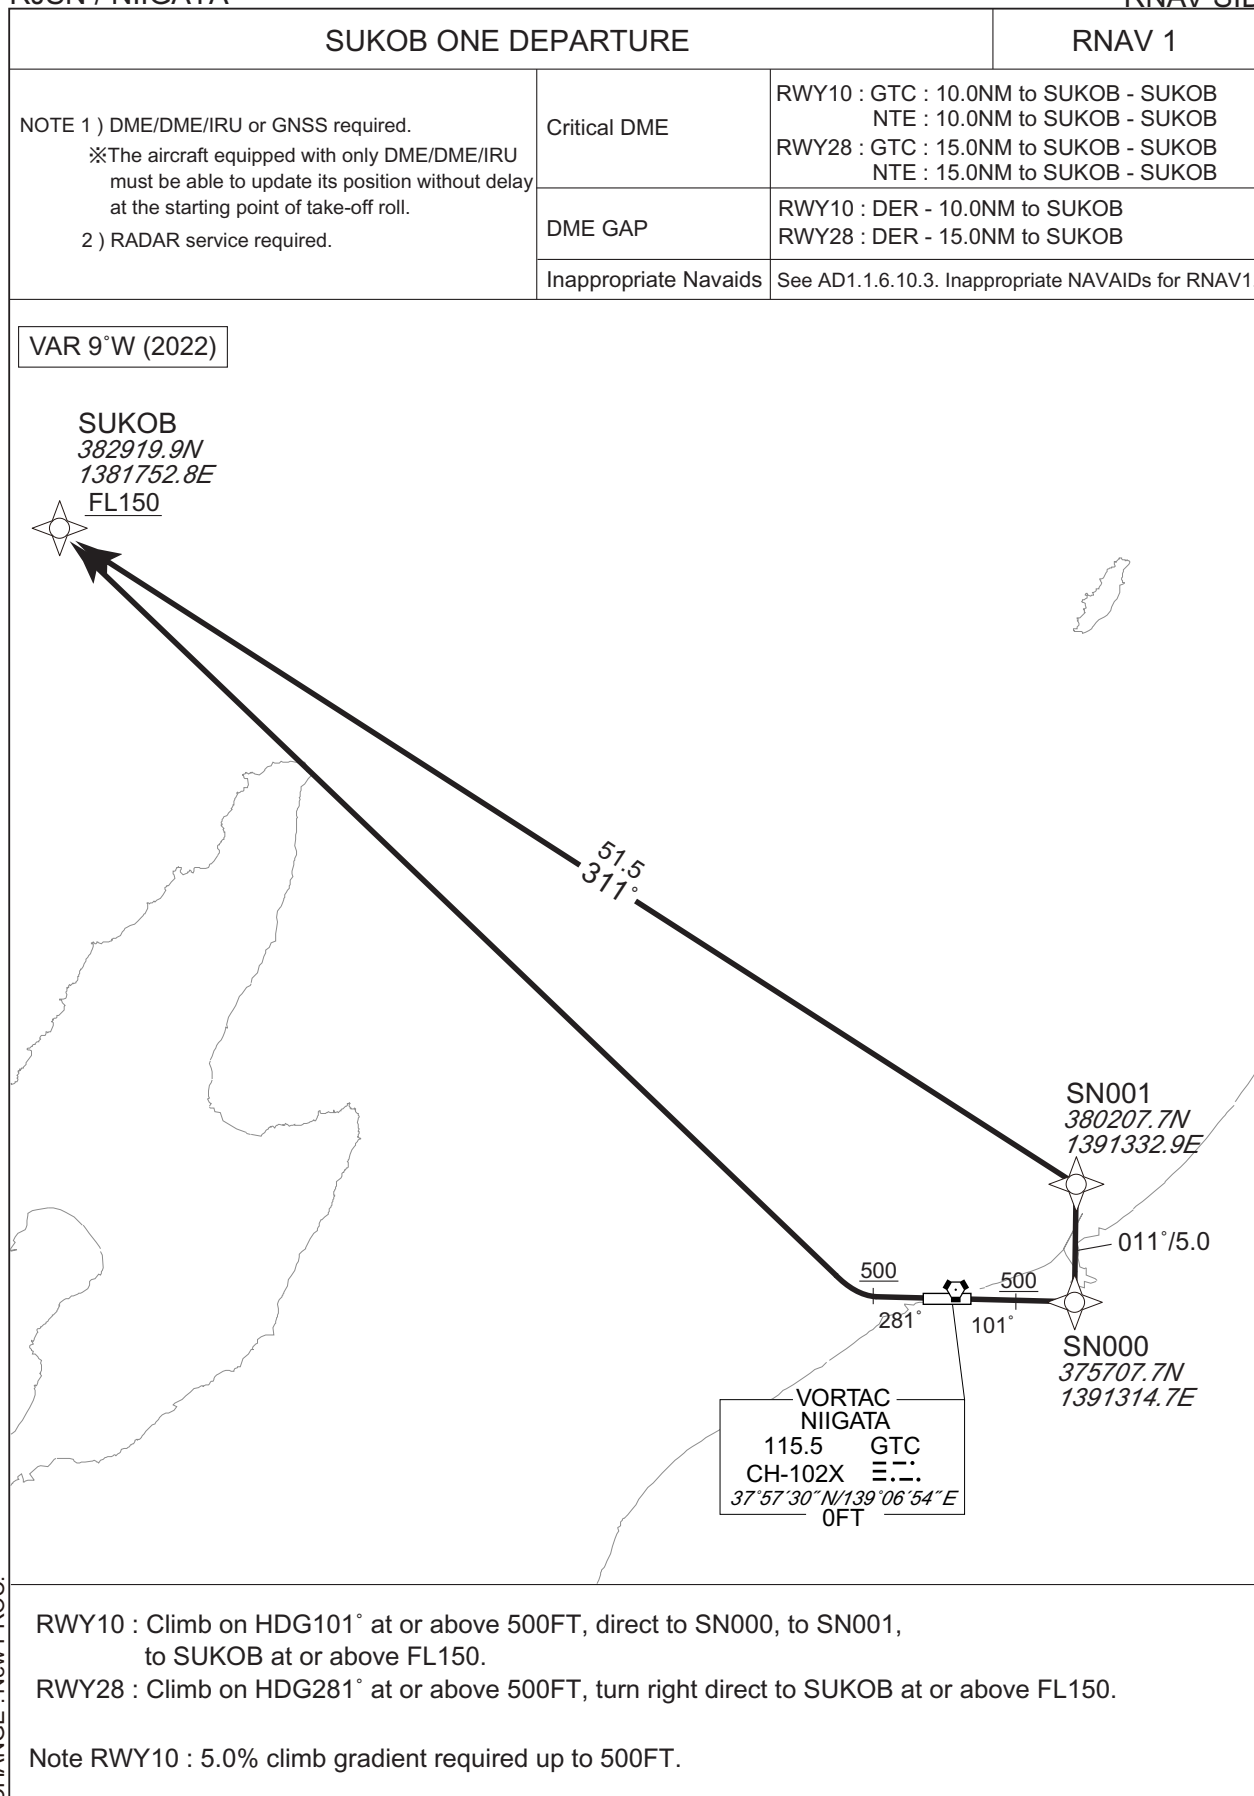 RJSN / NIIGATA
RNAV SID
SUKOB ONE DEPARTURE
RNAV 1
NOTE 1 ) DME/DME/IRU or GNSS required.
※The aircraft equipped with only DME/DME/IRU
must be able to update its position without delay
at the starting point of take-off roll.
2 ) RADAR service required.
Critical DME
RWY10 : GTC : 10.0NM to SUKOB - SUKOB
NTE : 10.0NM to SUKOB - SUKOB
RWY28 : GTC : 15.0NM to SUKOB - SUKOB
NTE : 15.0NM to SUKOB - SUKOB
DME GAP
RWY10 : DER - 10.0NM to SUKOB
RWY28 : DER - 15.0NM to SUKOB
Inappropriate Navaids
See AD1.1.6.10.3. Inappropriate NAVAIDs for RNAV1.
VAR 9˚W (2022)
SUKOB
382919.9N
1381752.8E
FL150
51.5
311˚
SN001
380207.7N
1391332.9E
011˚/5.0
500
500
281˚
101˚
SN000
375707.7N
1391314.7E
VORTAC
NIIGATA
115.5 GTC
CH-102X
37˚57´30˝N/139˚06´54˝E
0FT
RWY10 : Climb on HDG101˚ at or above 500FT, direct to SN000, to SN001,
to SUKOB at or above FL150.
RWY28 : Climb on HDG281˚ at or above 500FT, turn right direct to SUKOB at or above FL150.
Note RWY10 : 5.0% climb gradient required up to 500FT.